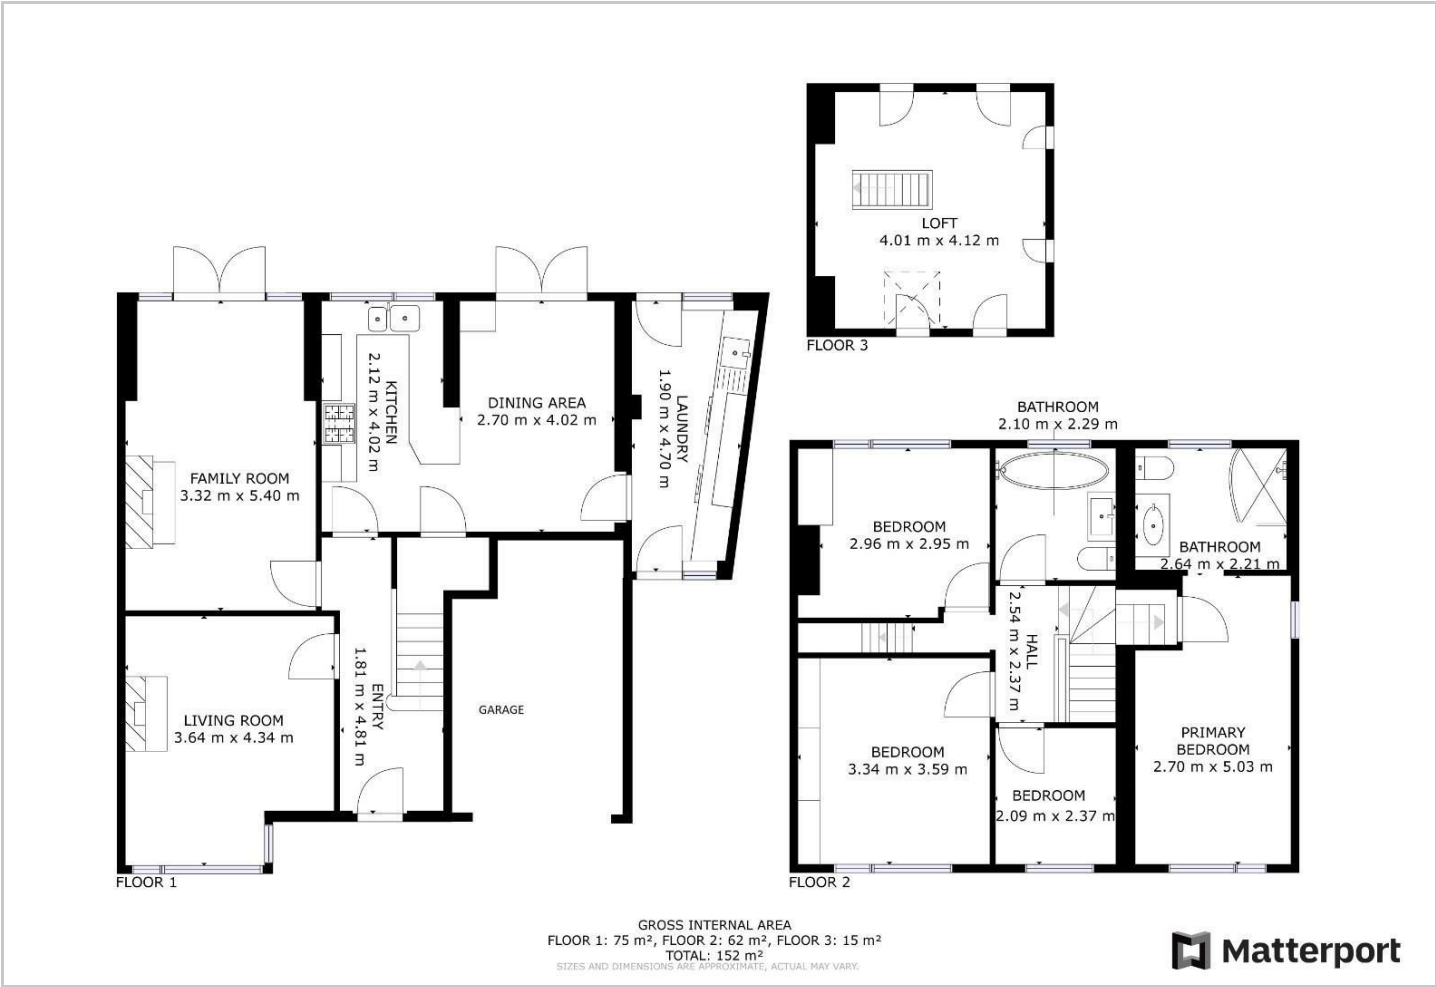 LOFT
4.01 m x 4.12 m
FLOOR 3
FAMILY ROOM
3.32 m x 5.40 m
KITCHEN
2.12 m x 4.02 m
DINING AREA
2.70 m x 4.02 m
LAUNDRY
1.90 m x 4.70 m
LIVING ROOM
3.64 m x 4.34 m
ENTRY
1.81 m x 4.81 m
GARAGE
FLOOR 1
BATHROOM
2.10 m x 2.29 m
BEDROOM
2.96 m x 2.95 m
BATHROOM
2.64 m x 2.21 m
HALL
2.54 m x 2.37 m
BEDROOM
3.34 m x 3.59 m
BEDROOM
2.09 m x 2.37 m
PRIMARY
BEDROOM
2.70 m x 5.03 m
FLOOR 2
GROSS INTERNAL AREA
FLOOR 1: 75 m², FLOOR 2: 62 m², FLOOR 3: 15 m²
TOTAL: 152 m²
SIZES AND DIMENSIONS ARE APPROXIMATE, ACTUAL MAY VARY.
Matterport